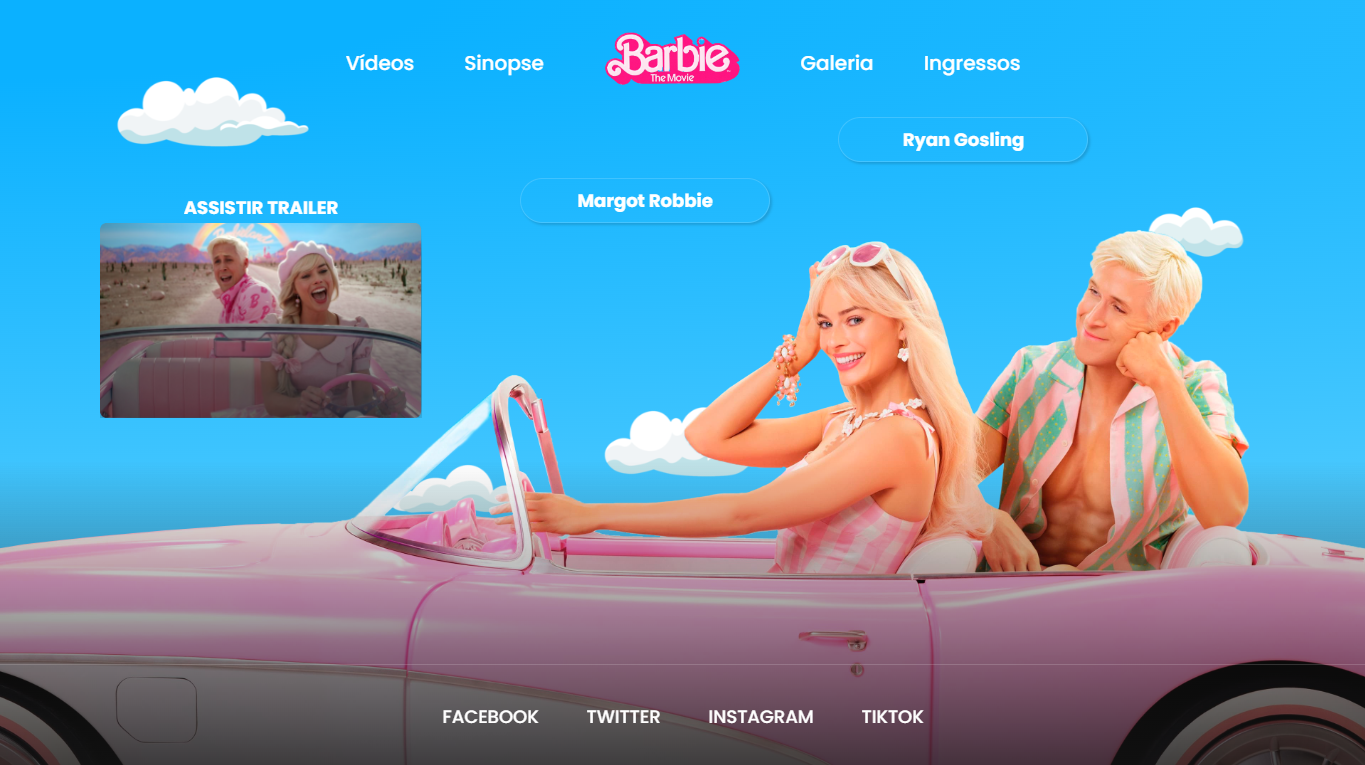 Vídeos
Sinopse
Barbie
The Movie
Galeria
Ingressos
Ryan Gosling
Margot Robbie
ASSISTIR TRAILER
FACEBOOK
TWITTER
INSTAGRAM
TIKTOK